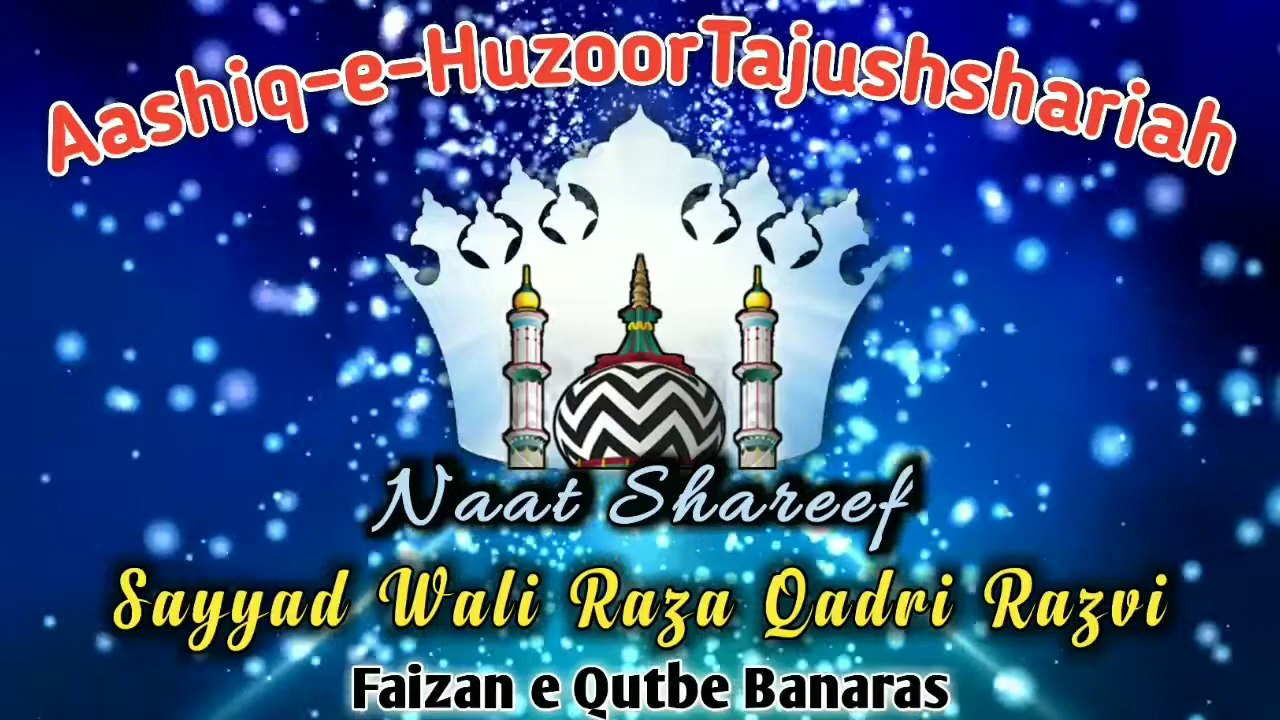 Aashiq-e-HuzoorTajushshariah
Naat Shareef
Sayyad Wali Raza Qadri Razvi
Faizan e Qutbe Banaras